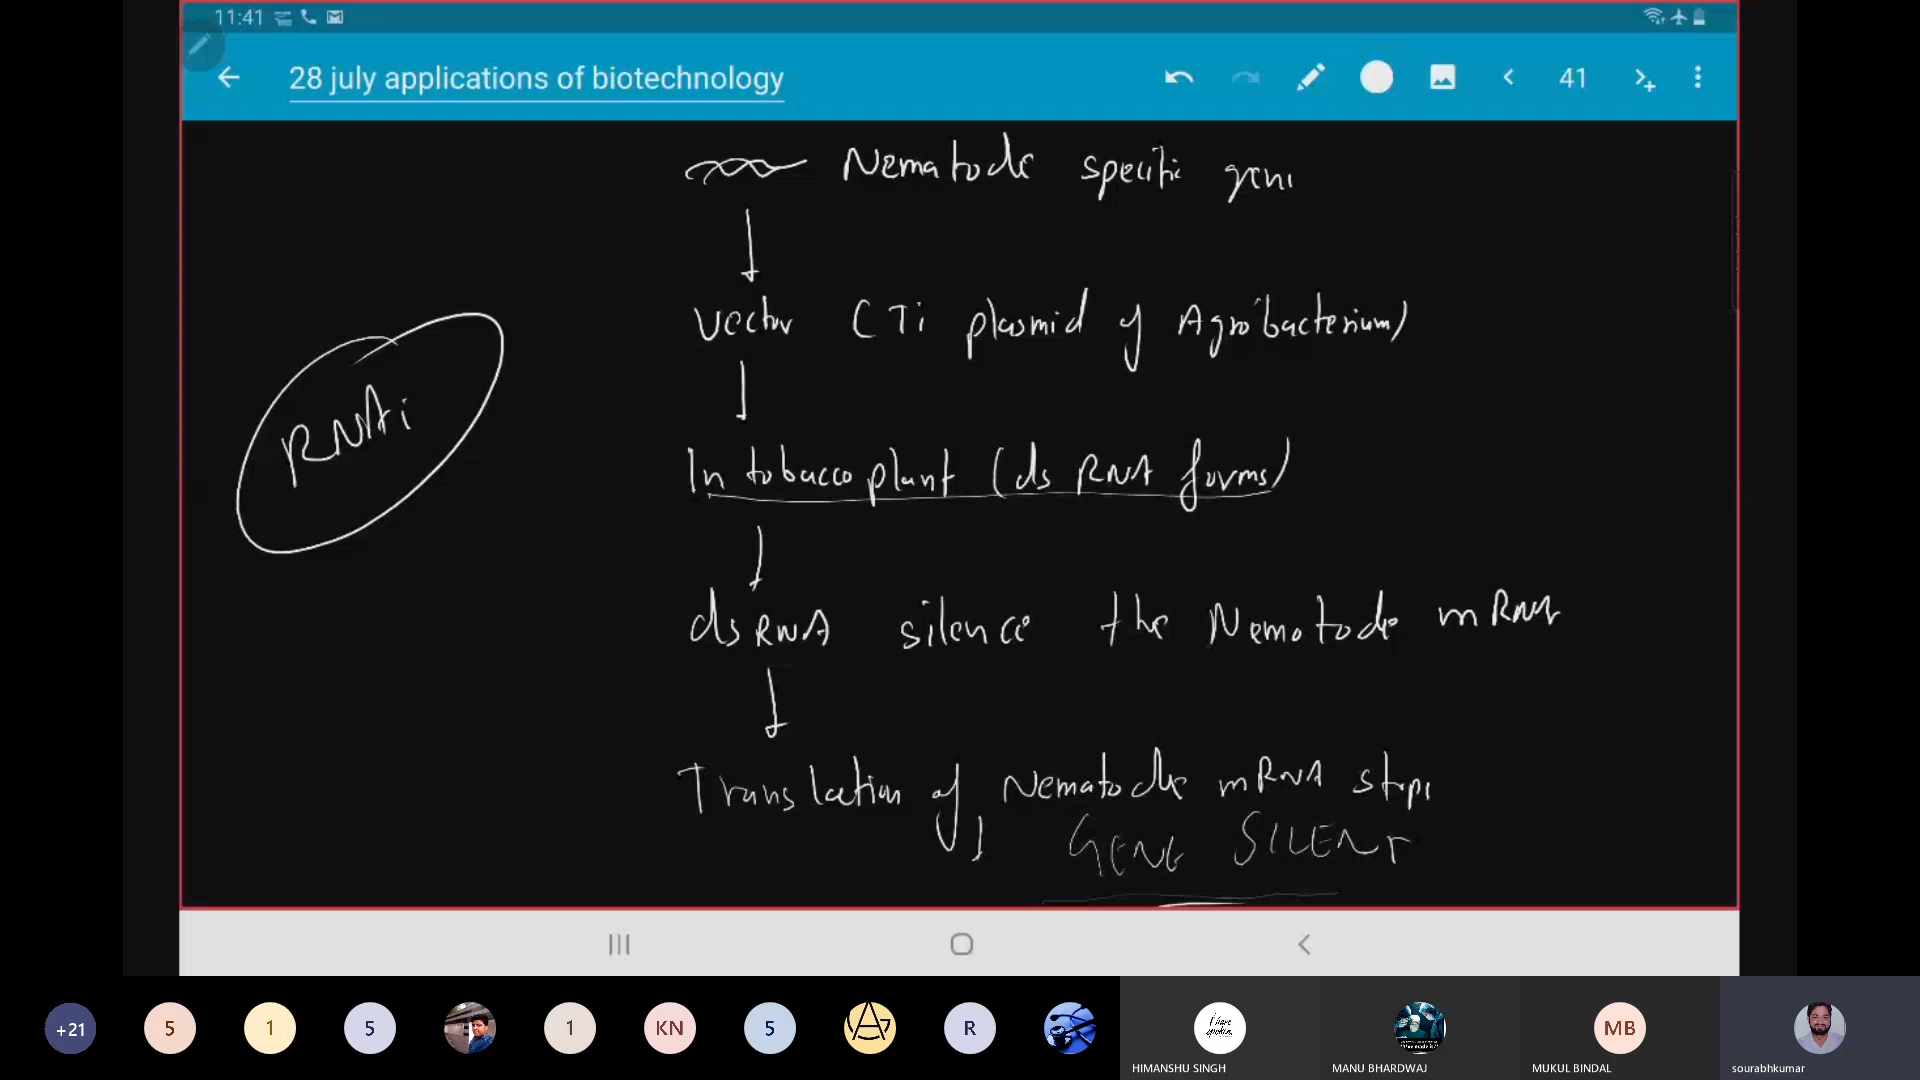 11:41
28 july applications of biotechnology
41
Nematode specific gene
Vector (Ti plasmid of Agrobacterium)
RNAi
In tobacco plant (ds RNA forms)
dsRNA silence the Nematode mRNA
Translation of Nematode mRNA stops
GENE SILENT
+21
5
1
5
1
KN
5
R
MB
HIMANSHU SINGH
MANU BHARDWAJ
MUKUL BINDAL
sourabhkumar